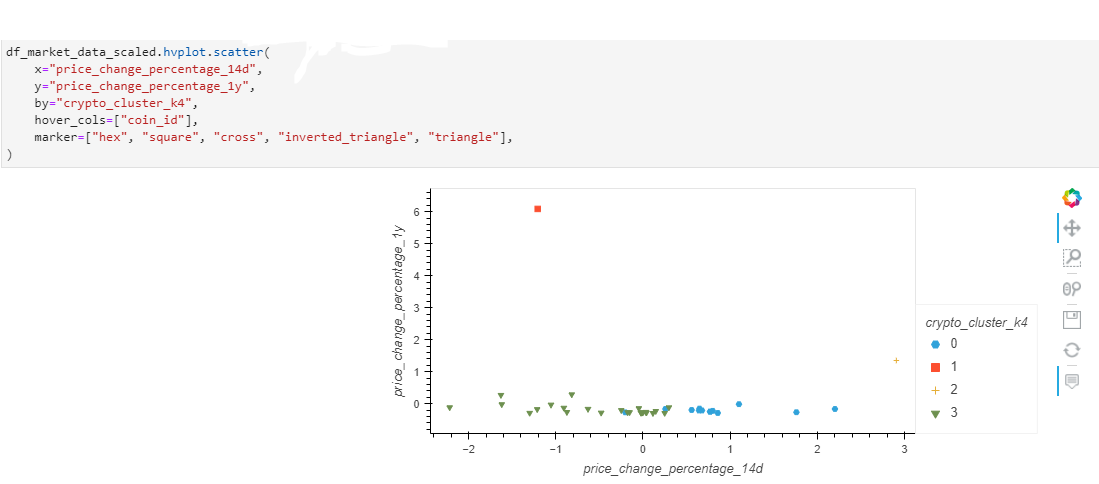 df_market_data_scaled.hvplot.scatter(
    x="price_change_percentage_14d",
    y="price_change_percentage_1y",
    by="crypto_cluster_k4",
    hover_cols=["coin_id"],
    marker=["hex", "square", "cross", "inverted_triangle", "triangle"],
)
6
5
4
3
2
1
0
price_change_percentage_1y
−2
−1
0
1
2
3
price_change_percentage_14d
crypto_cluster_k4
0
1
2
3